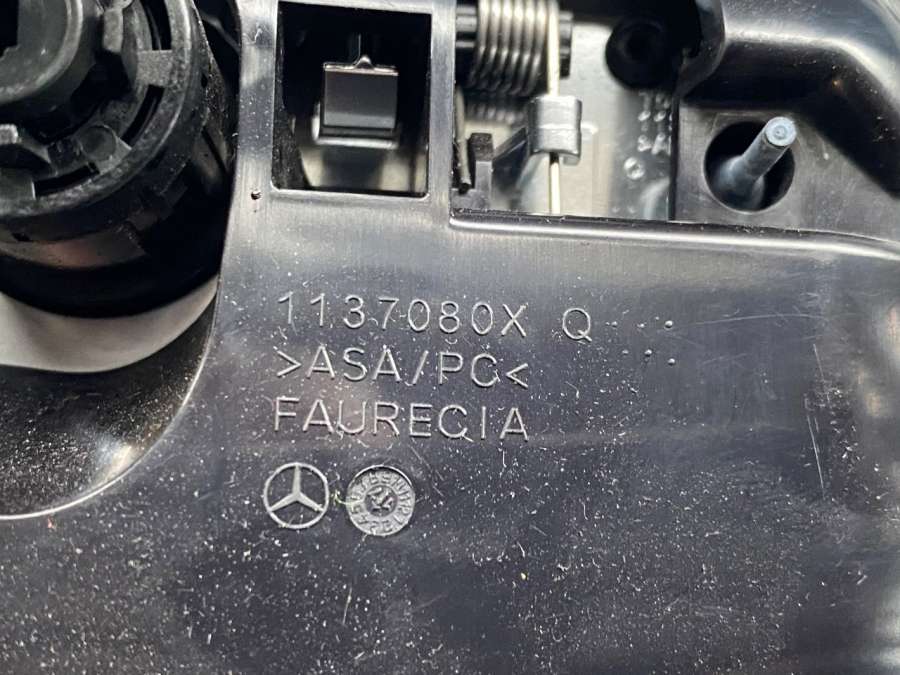 1137080X Q
>ASA/PC<
FAURECIA